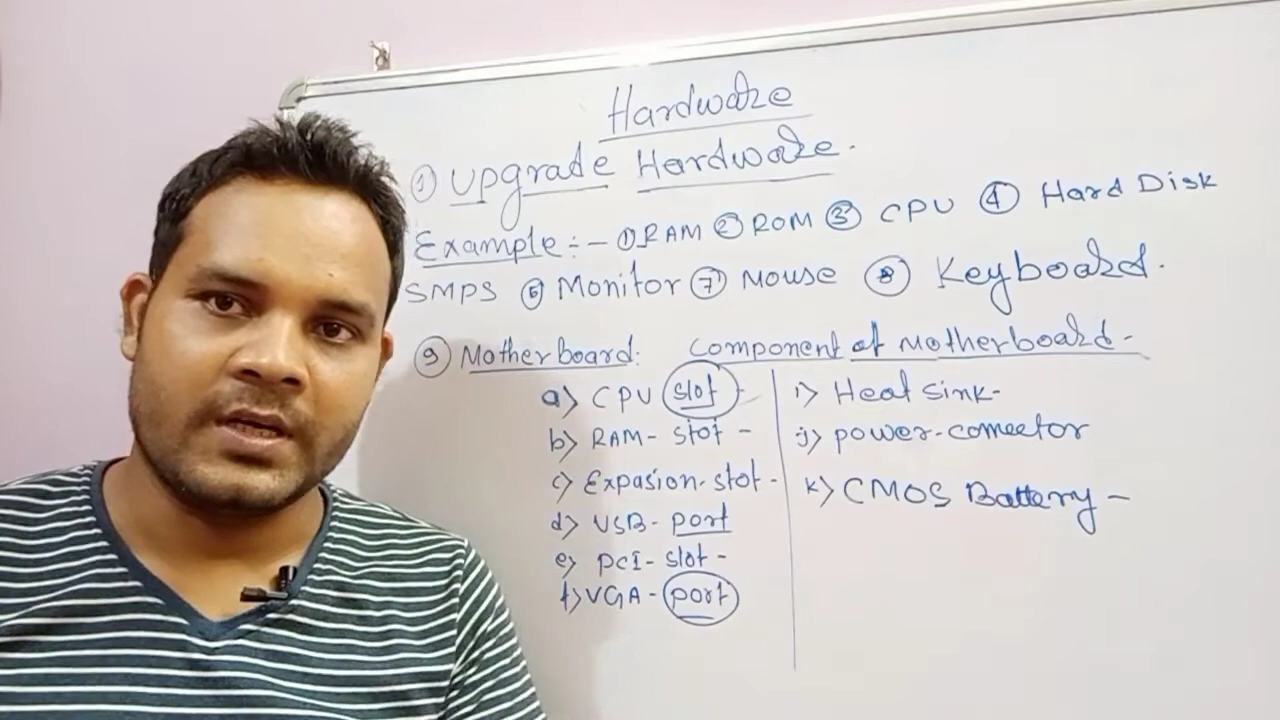 Hardware
① Upgrade Hardware.
Example:- ① RAM ② ROM ③ CPU ④ Hard Disk
SMPS ⑥ Monitor ⑦ Mouse ⑧ Keyboard.
⑨ Motherboard: Component of Motherboard.
a) CPU slot -
b) RAM - slot -
c) Expasion - slot -
d) USB - port
e) PCI - slot -
f) VGA - port
i) Heat sink -
j) power - connector
k) CMOS Battery -